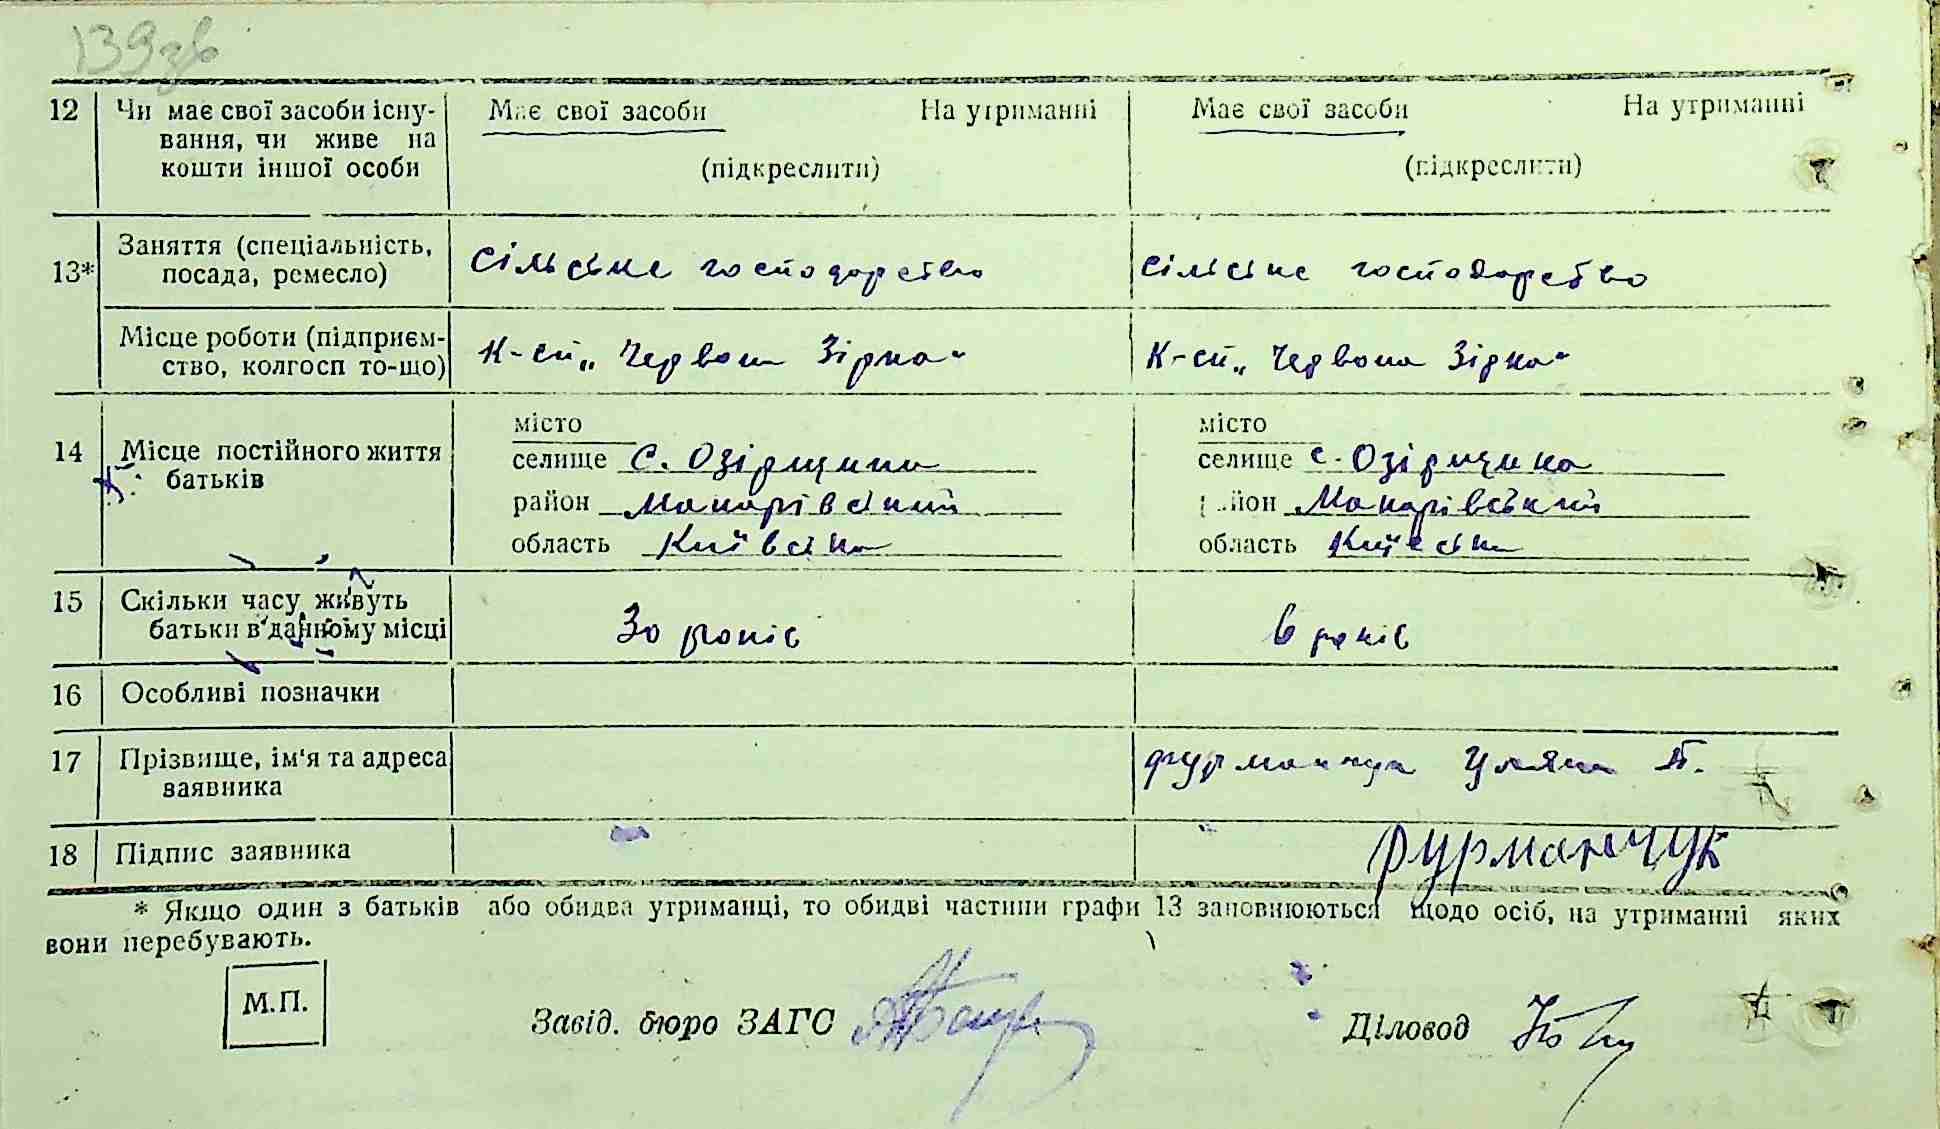 139зв
12 Чи має свої засоби існу- Має свої засоби На утриманні Має свої засоби На утриманні
вання, чи живе на
кошти іншої особи (підкреслити) (підкреслити)
Заняття (спеціальність,
13* посада, ремесло) сільське господарство сільське господарство
Місце роботи (підприєм- К-сп „Червона Зірка“ К-сп „Червона Зірка“
ство, колгосп то-що)
місто місто
14 Місце постійного життя селище с. Озірщина селище с. Озірщина
батьків район Макарівський район Макарівський
область Київська область Київська
15 Скільки часу живуть 30 років 6 років
батьки в данному місці
16 Особливі позначки
17 Прізвище, ім'я та адреса Фурманчук Уляна П.
заявника
18 Підпис заявника Фурманчук
* Якщо один з батьків або обидва утриманці, то обидві частини графи 13 заповнюються щодо осіб, на утриманні яких
вони перебувають.
М.П.
Завід. бюро ЗАГС Діловод